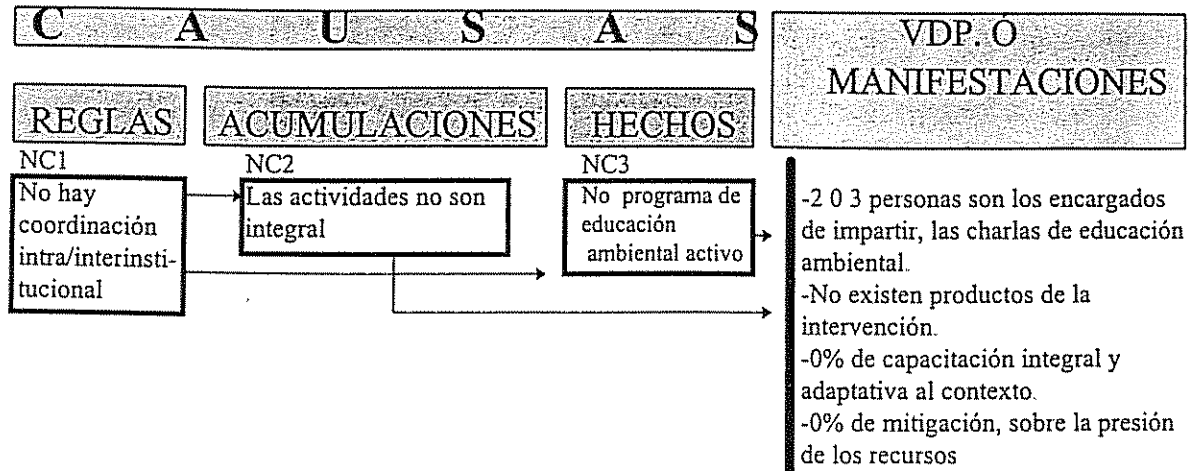 C A U S A S
VDP. Ó
MANIFESTACIONES
REGLAS
ACUMULACIONES
HECHOS
NC1
No hay
coordinación
intra/interinsti-
tucional
NC2
Las actividades no son
integral
NC3
No programa de
educación
ambiental activo
-2 0 3 personas son los encargados
de impartir, las charlas de educación
ambiental.
-No existen productos de la
intervención.
-0% de capacitación integral y
adaptativa al contexto.
-0% de mitigación, sobre la presión
de los recursos